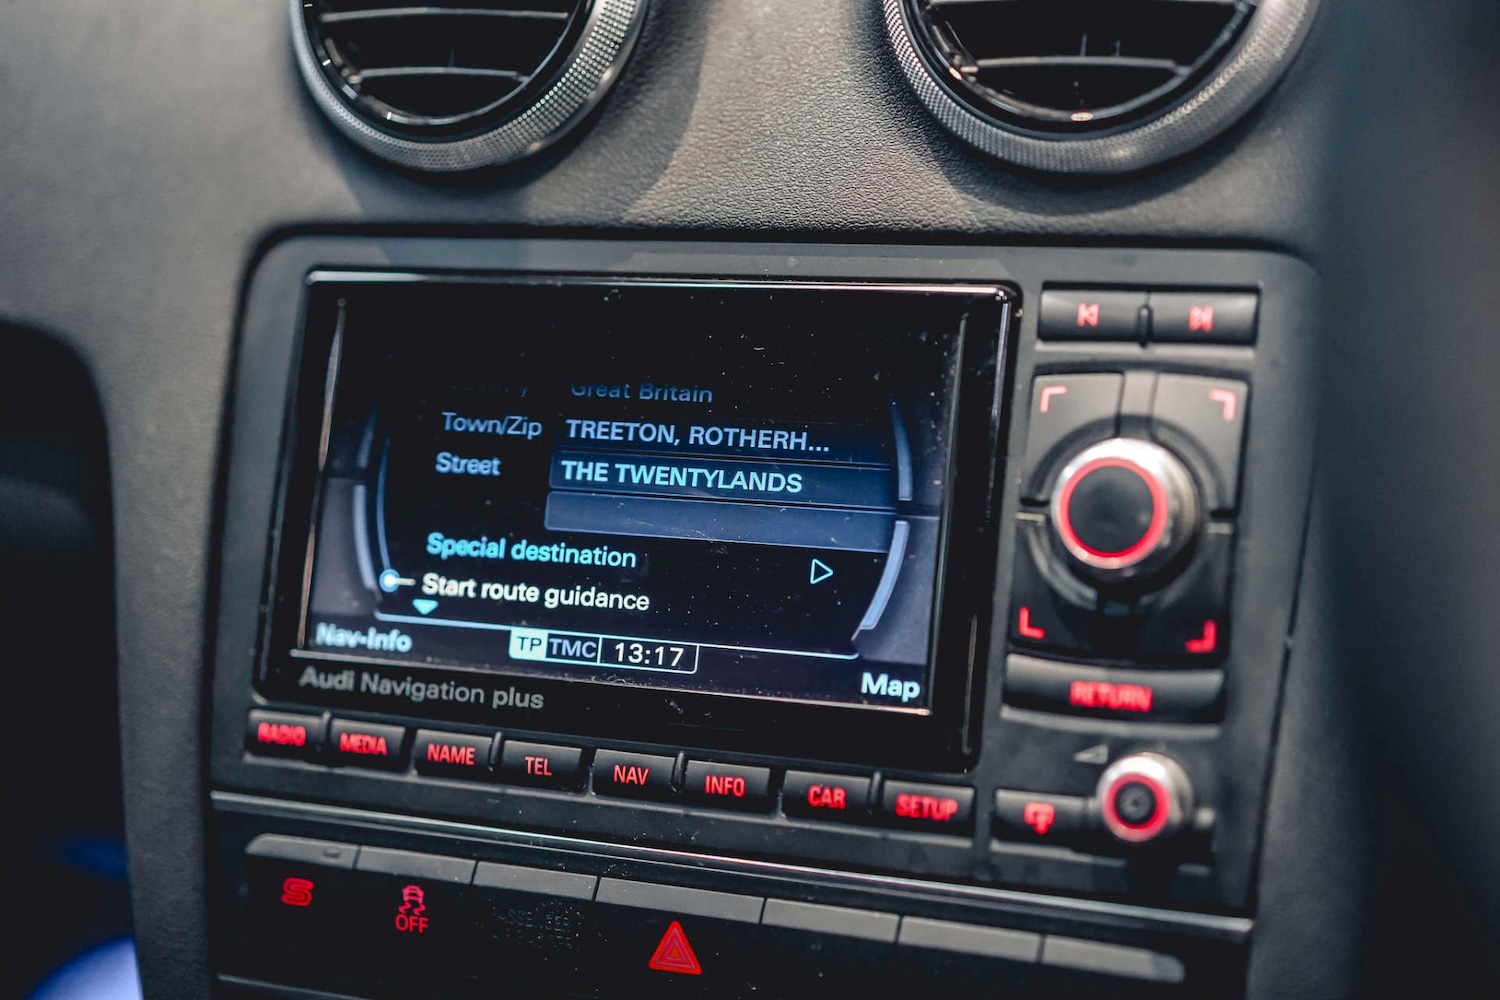 Great Britain
Town/Zip TREETON, ROTHERH...
Street THE TWENTYLANDS
Special destination
Start route guidance
Nav-Info TP TMC 13:17 Map
Audi Navigation plus
RETURN
RADIO MEDIA NAME TEL NAV INFO CAR SETUP
OFF